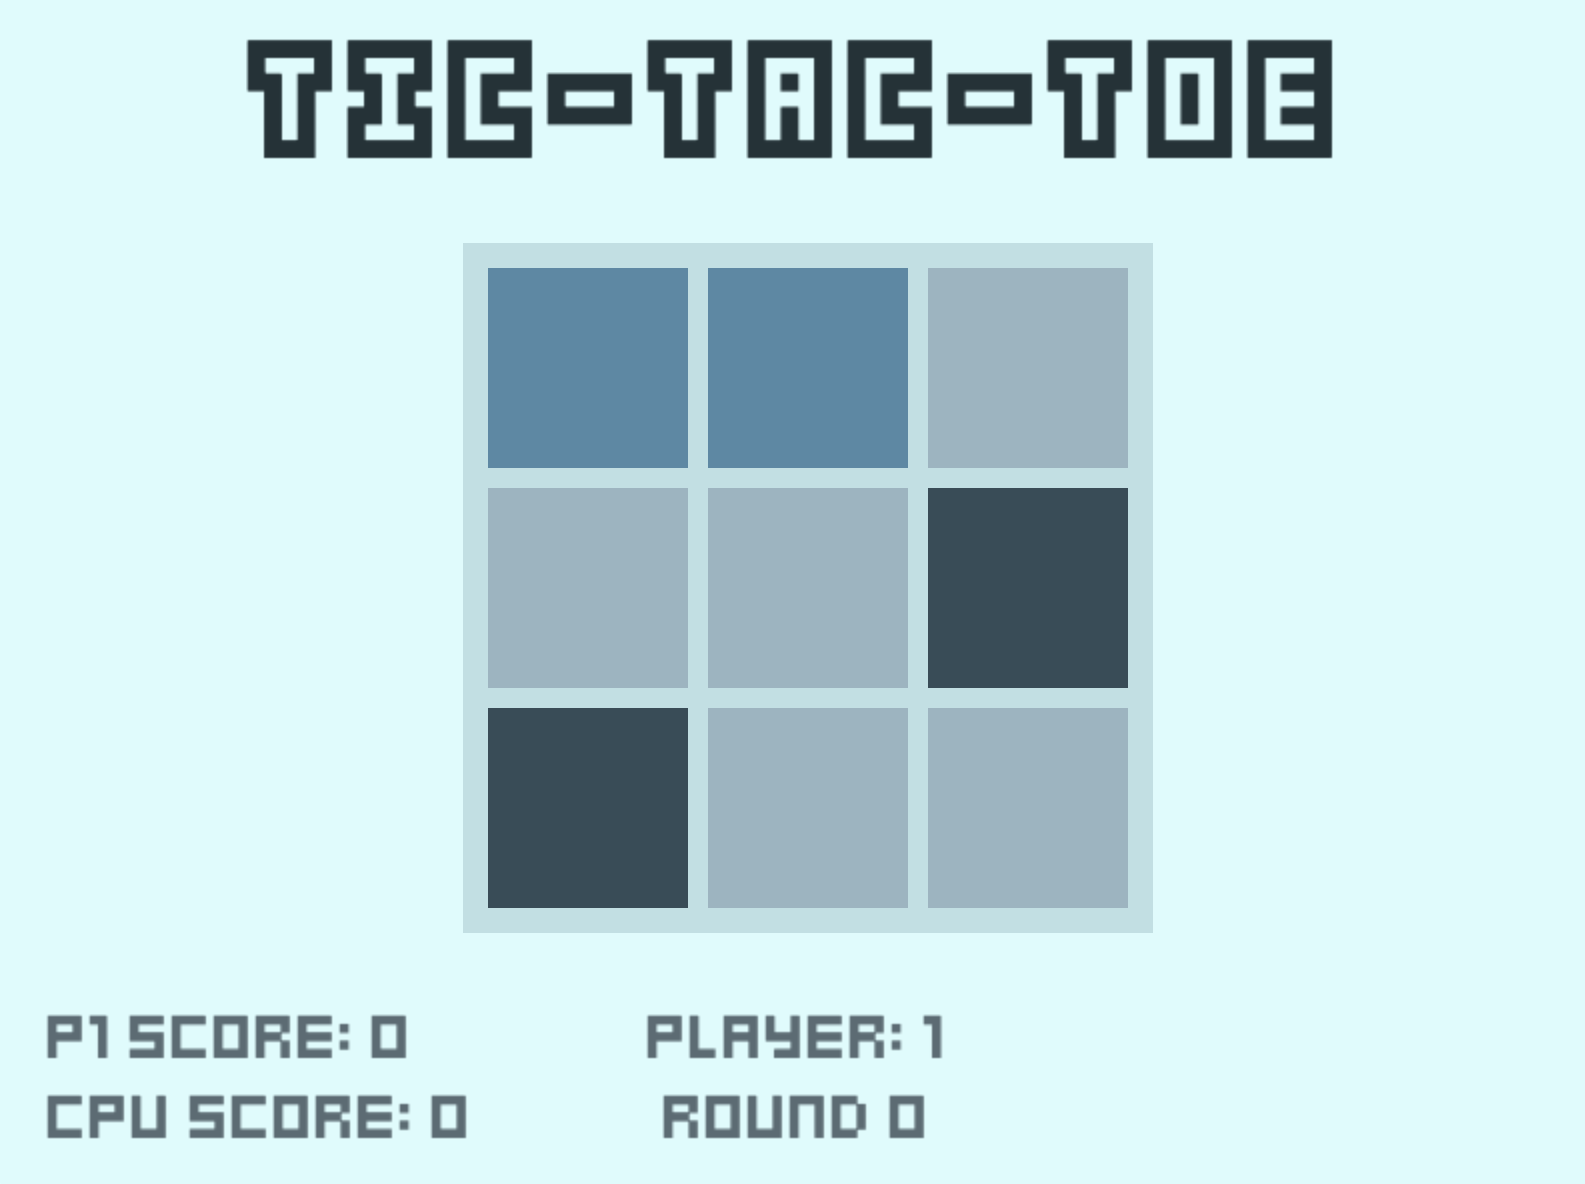 TIC-TAC-TOE
P1 SCORE: 0
PLAYER: 1
CPU SCORE: 0
ROUND 0